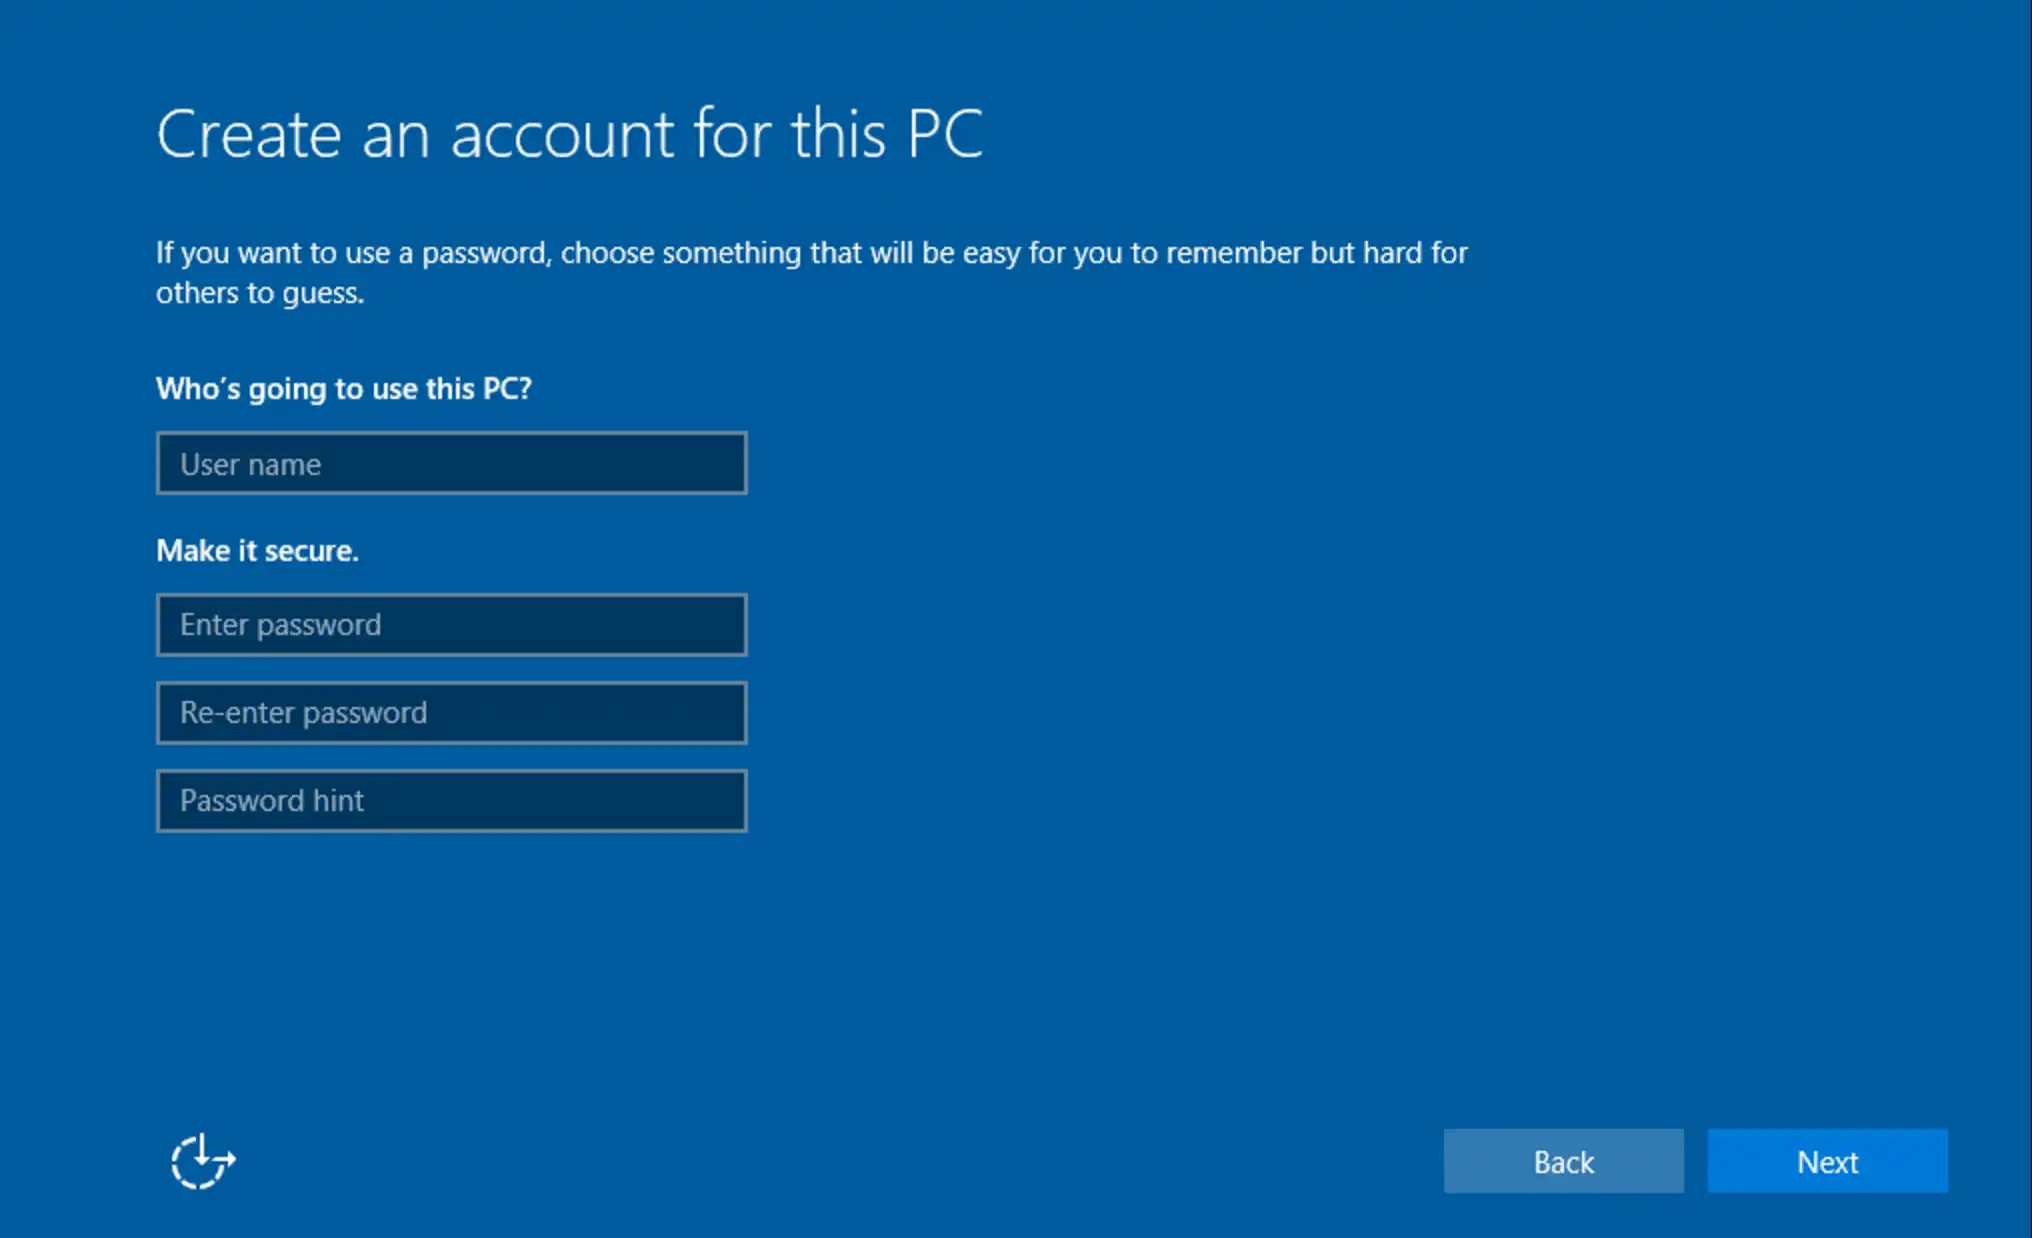 Create an account for this PC
If you want to use a password, choose something that will be easy for you to remember but hard for
others to guess.
Who's going to use this PC?
User name
Make it secure.
Enter password
Re-enter password
Password hint
Back
Next